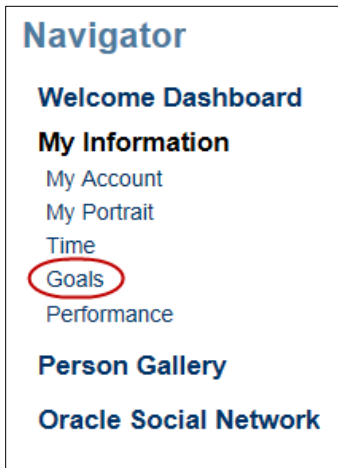 Navigator
Welcome Dashboard
My Information
My Account
My Portrait
Time
Goals
Performance
Person Gallery
Oracle Social Network